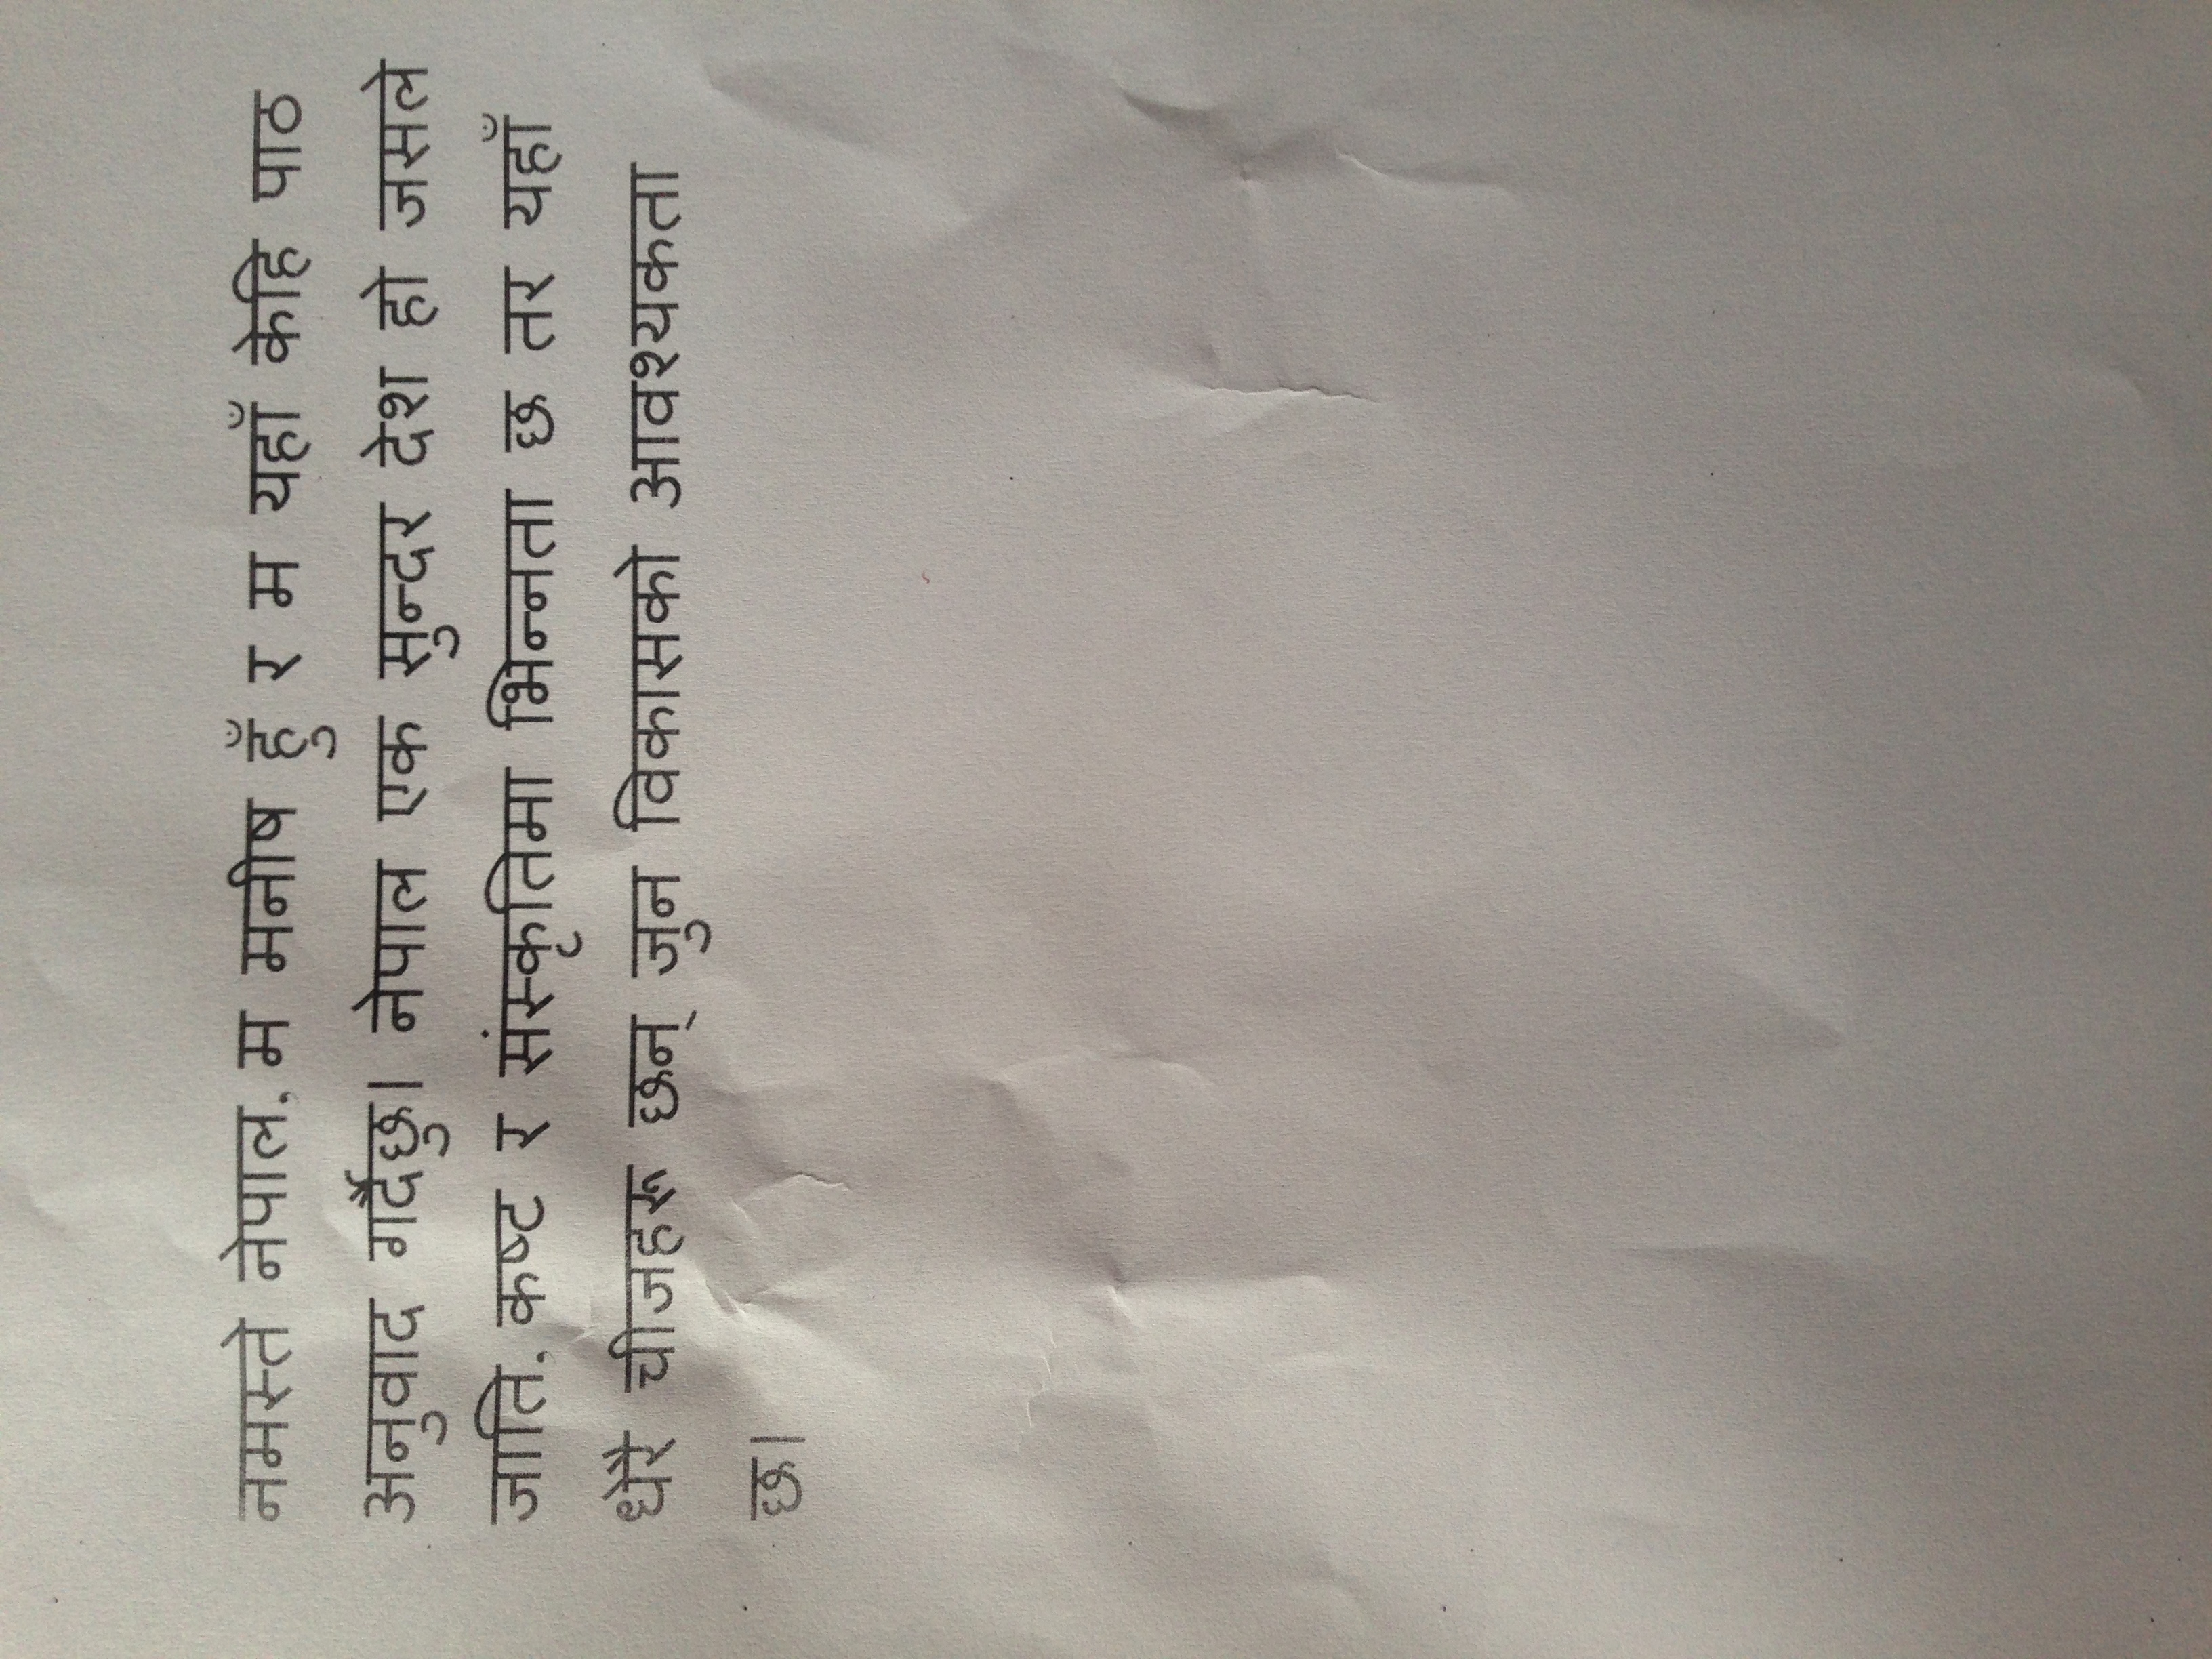 नमस्ते नेपाल, म मनीष हुँ र म यहाँ केहि पाठ
अनुवाद गर्दैछु। नेपाल एक सुन्दर देश हो जसले
जाति, कष्ट र संस्कृतिमा भिन्नता छ तर यहाँ
धेरै चीजहरू छन् जुन विकासको आवश्यकता
छ।